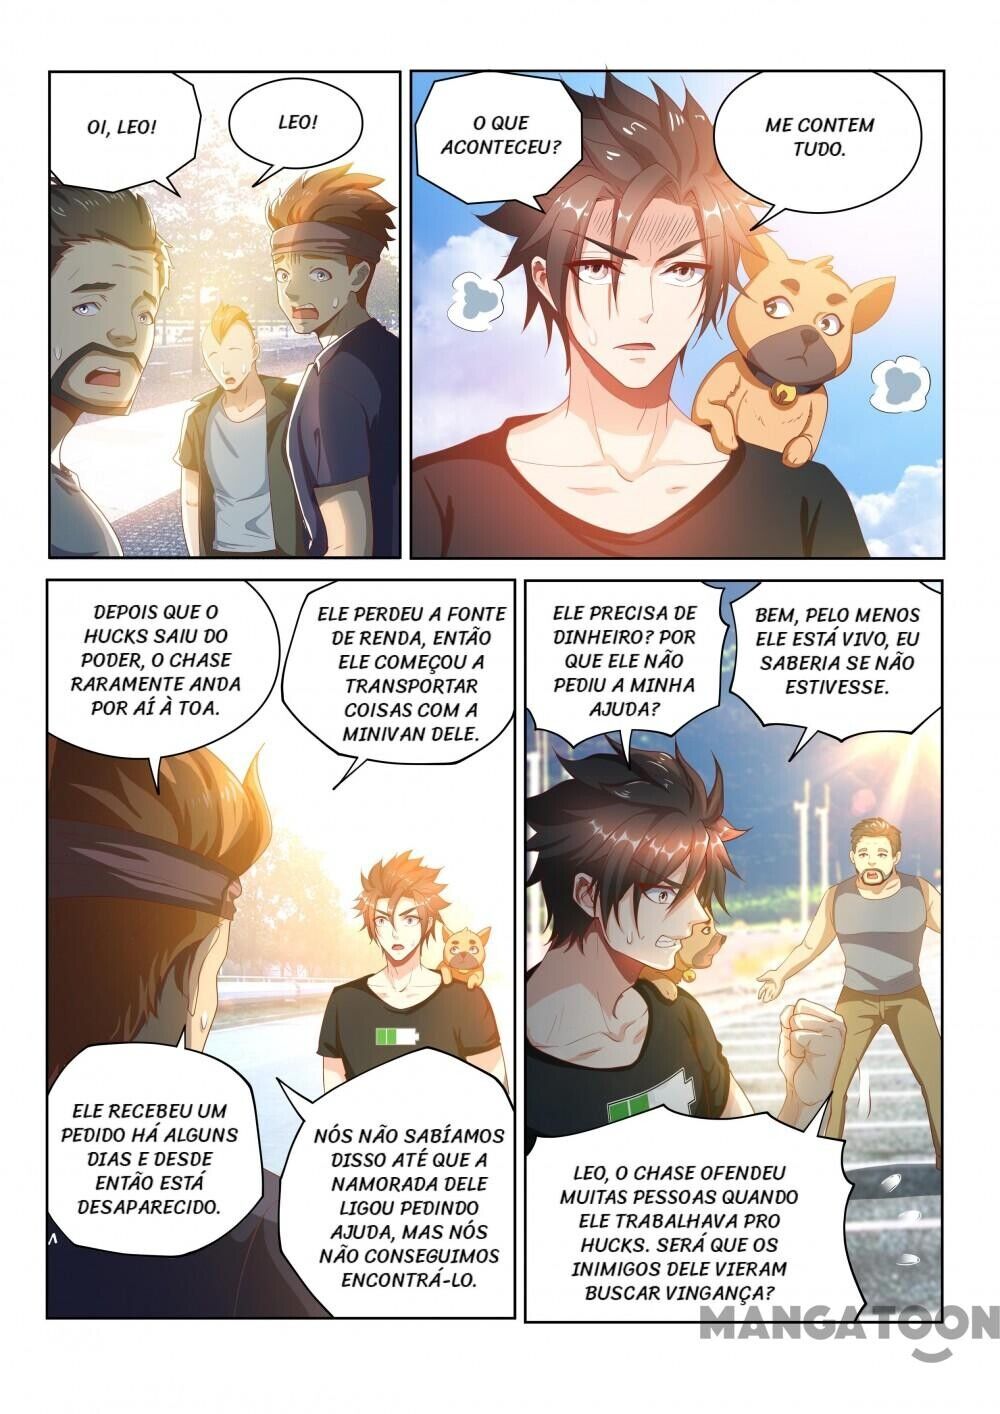 OI, LEO!
LEO!
O QUE
ACONTECEU?
ME CONTEM
TUDO.
DEPOIS QUE O
HUCKS SAIU DO
PODER, O CHASE
RARAMENTE ANDA
POR AÍ À TOA.
ELE PERDEU A FONTE
DE RENDA, ENTÃO
ELE COMEÇOU A
TRANSPORTAR
COISAS COM A
MINIVAN DELE.
ELE RECEBEU UM
PEDIDO HÁ ALGUNS
DIAS E DESDE
ENTÃO ESTÁ
DESAPARECIDO.
NÓS NÃO SABÍAMOS
DISSO ATÉ QUE A
NAMORADA DELE
LIGOU PEDINDO
AJUDA, MAS NÓS
NÃO CONSEGUIMOS
ENCONTRÁ-LO.
ELE PRECISA DE
DINHEIRO? POR
QUE ELE NÃO
PEDIU A MINHA
AJUDA?
BEM, PELO MENOS
ELE ESTÁ VIVO, EU
SABERIA SE NÃO
ESTIVESSE.
LEO, O CHASE OFENDEU
MUITAS PESSOAS QUANDO
ELE TRABALHAVA PRO
HUCKS. SERÁ QUE OS
INIMIGOS DELE VIERAM
BUSCAR VINGANÇA?
MANGATOON